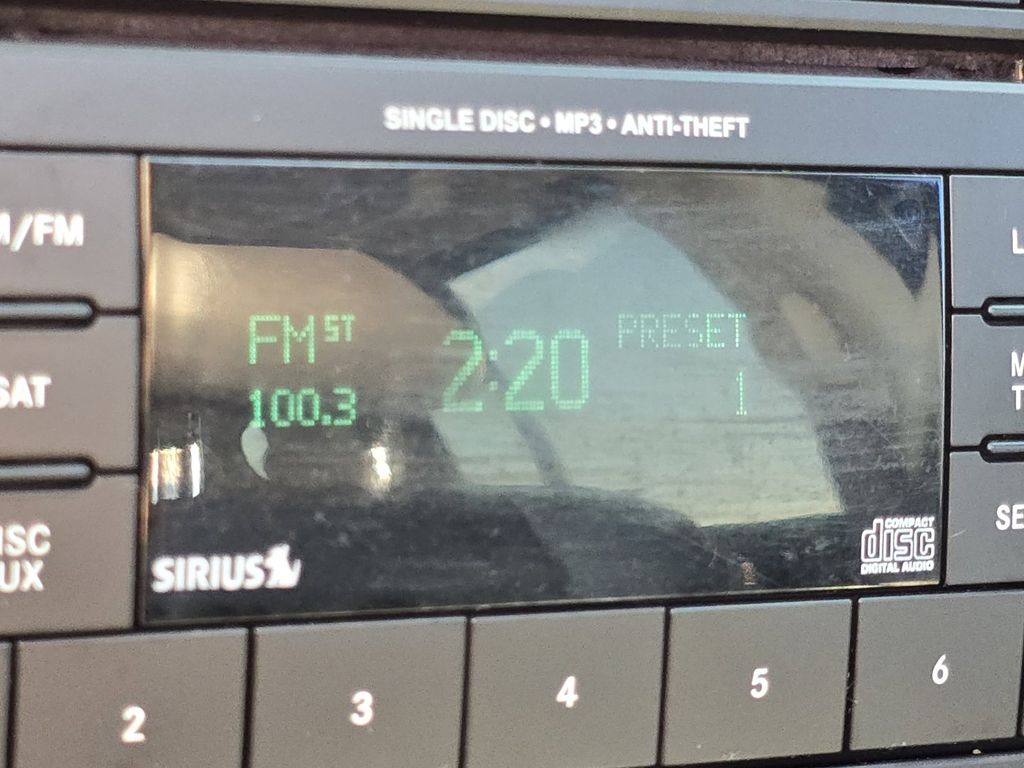 SINGLE DISC • MP3 • ANTI-THEFT
M/FM
SAT
ISC
UX
FM ST
100.3
2:20
PRESET
1
SIRIUS
COMPACT
disc
DIGITAL AUDIO
L
M
T
SE
2
3
4
5
6